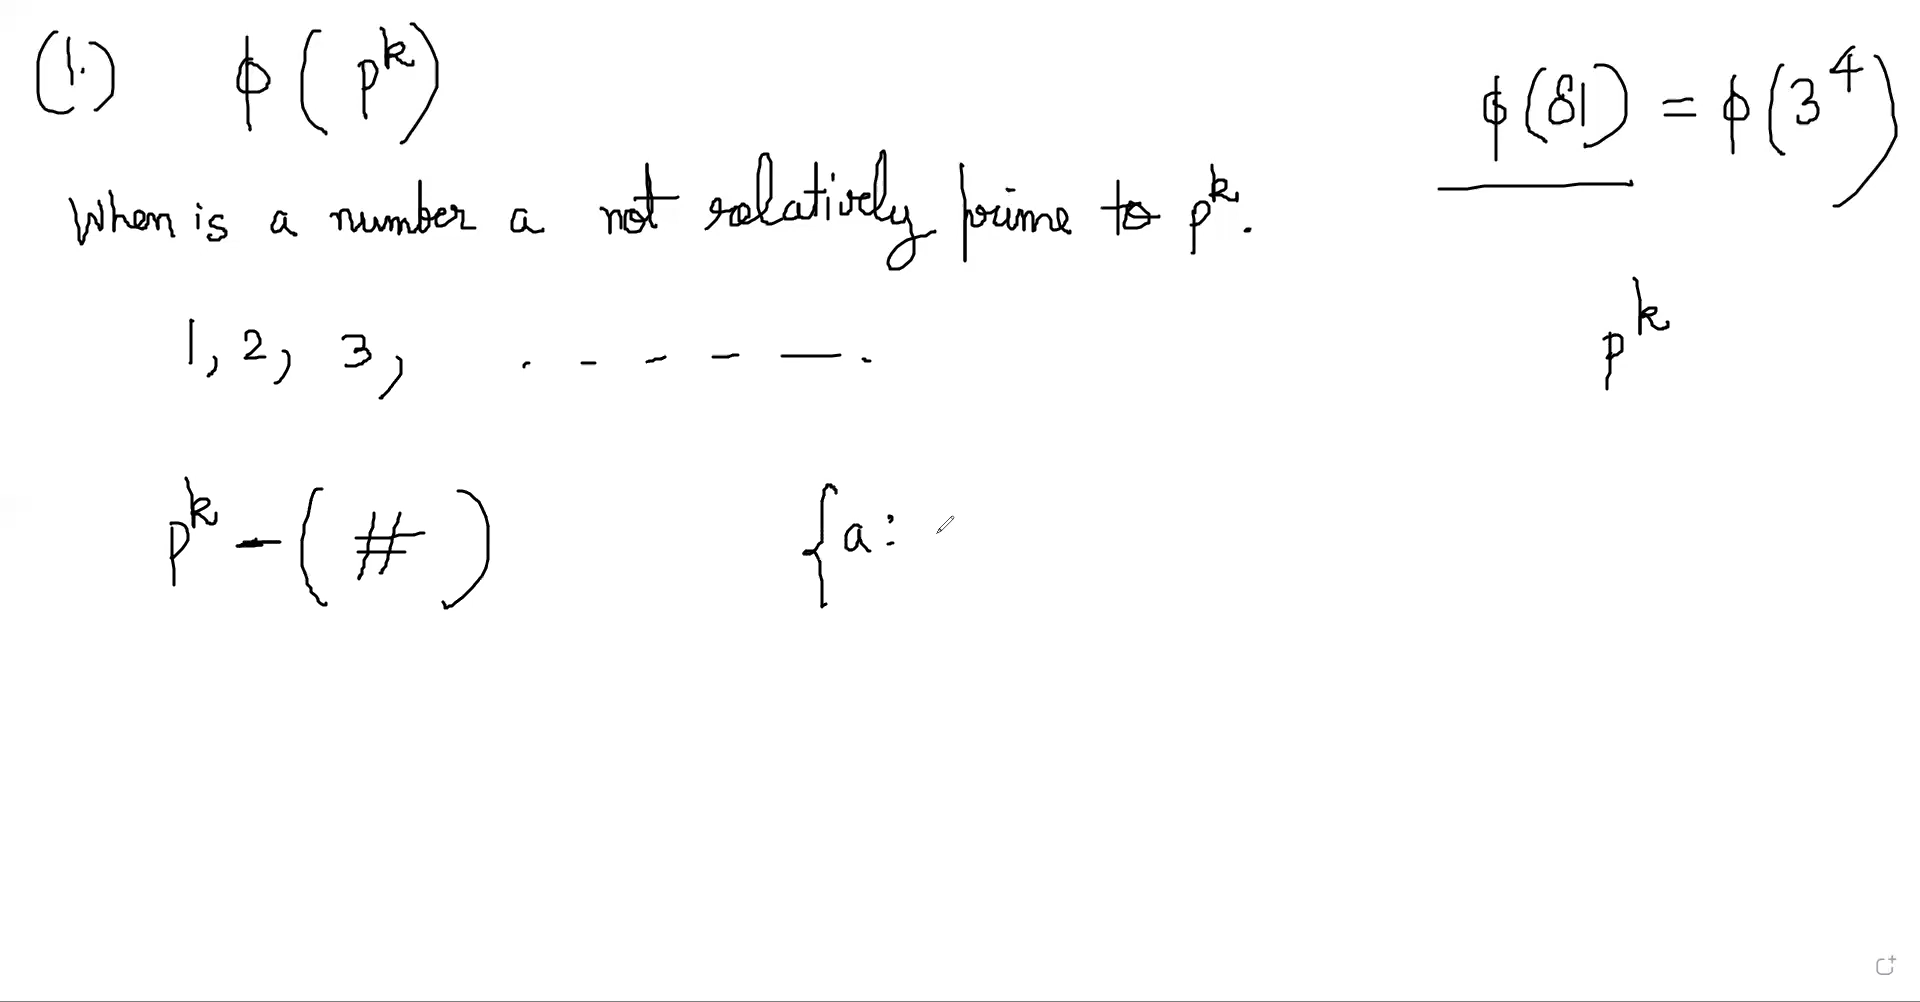 (1.) ϕ(p^k)
ϕ(81) = ϕ(3^4)
When is a number a not relatively prime to p^k.
1, 2, 3, . - - - — .
p^k
p^k - ( # )
{a :